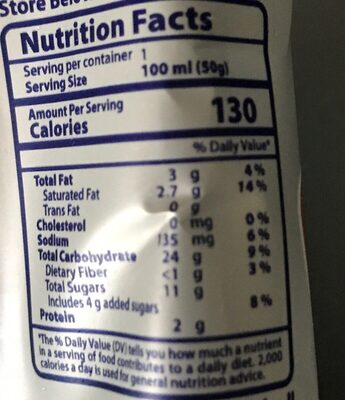 Store Below
Nutrition Facts
Serving per container 1
Serving Size 100 ml (50g)
Amount Per Serving
Calories 130
% Daily Value*
Total Fat 3 g 4%
Saturated Fat 2.7 g 14%
Trans Fat 0 g
Cholesterol 0 mg 0%
Sodium 135 mg 6%
Total Carbohydrate 24 g 9%
Dietary Fiber <1 g 3%
Total Sugars 11 g
Includes 4 g added sugars 8%
Protein 2 g
*The % Daily Value (DV) tells you how much a nutrient
in a serving of food contributes to a daily diet. 2,000
calories a day is used for general nutrition advice.